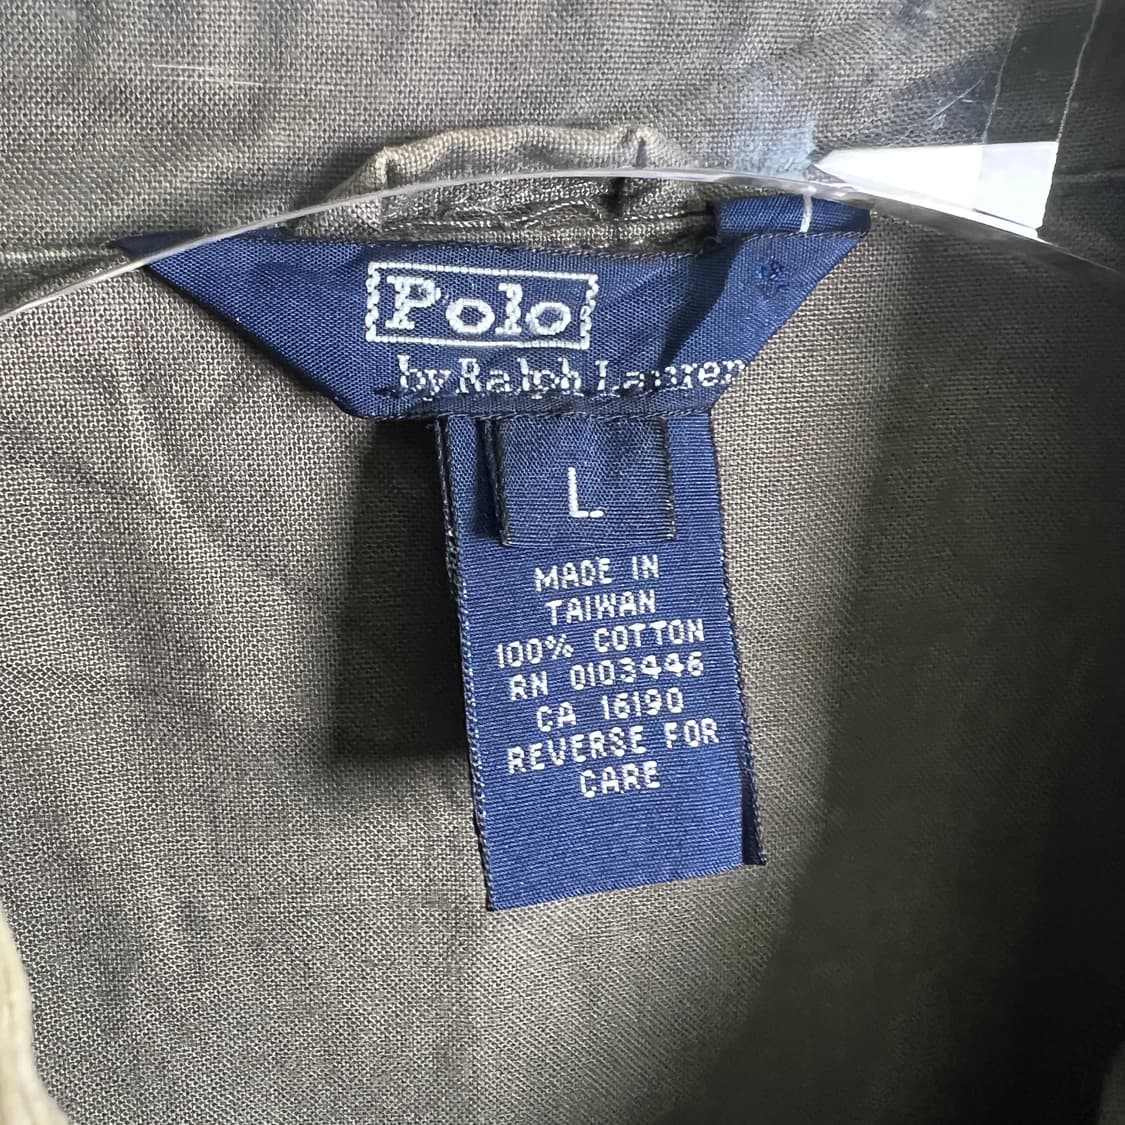 Polo
by Ralph Lauren
L
MADE IN
TAIWAN
100% COTTON
RN 0103446
CA 16190
REVERSE FOR
CARE